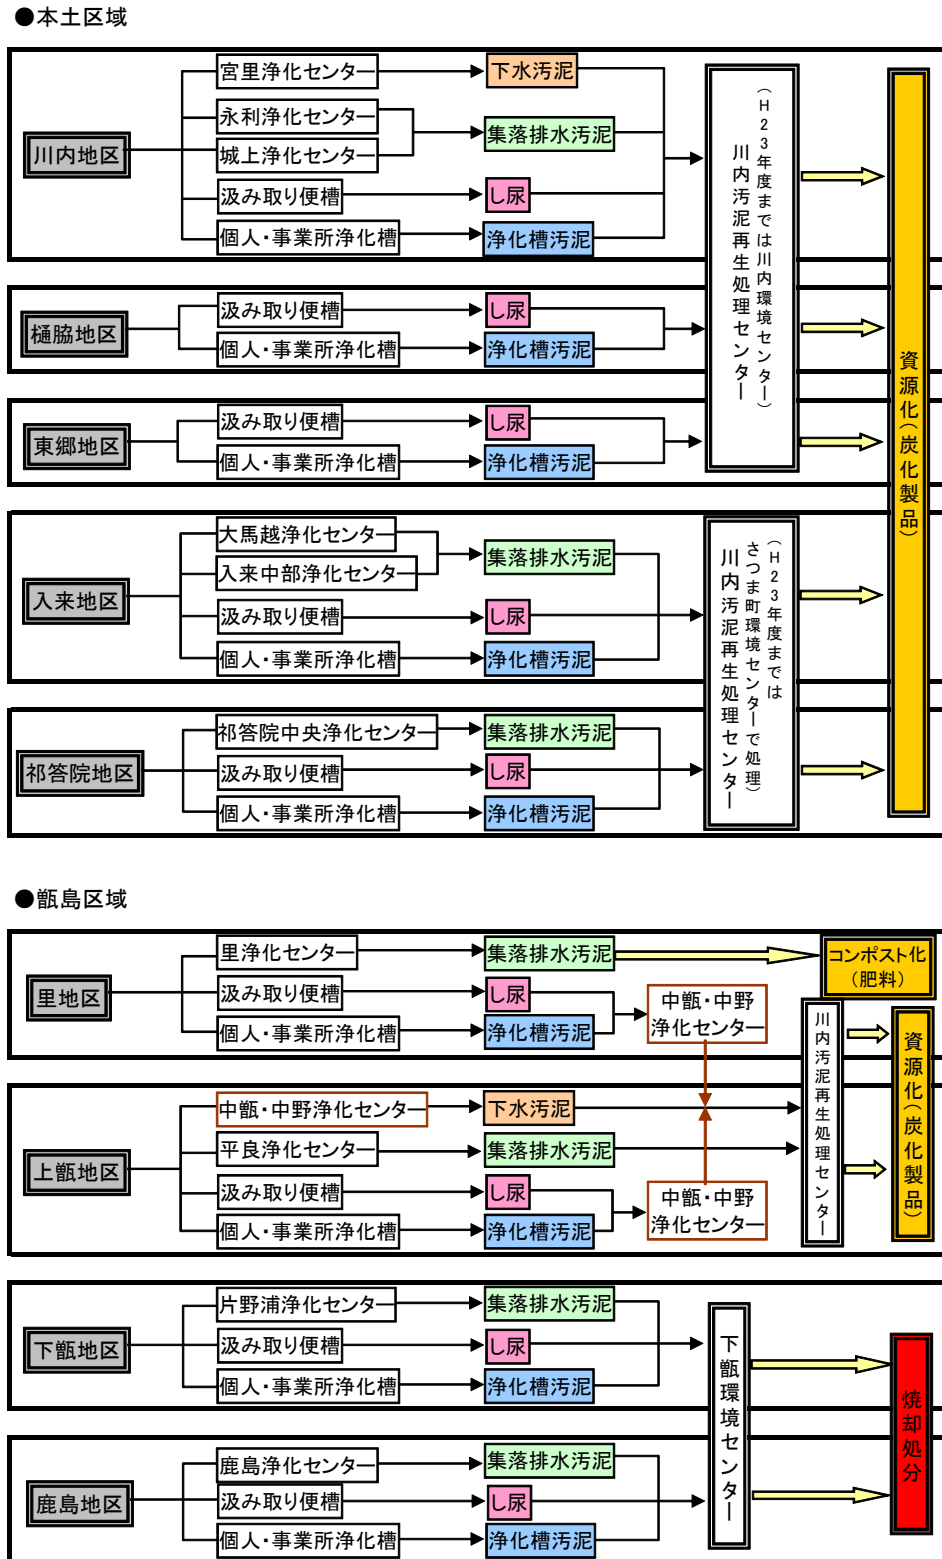 ●本土区域
川内地区
宮里浄化センター
下水汚泥
永利浄化センター
城上浄化センター
集落排水汚泥
汲み取り便槽
し尿
個人・事業所浄化槽
浄化槽汚泥
樋脇地区
汲み取り便槽
し尿
個人・事業所浄化槽
浄化槽汚泥
東郷地区
汲み取り便槽
し尿
個人・事業所浄化槽
浄化槽汚泥
(H23年度までは川内環境センター)
川内汚泥再生処理センター
入来地区
大馬越浄化センター
入来中部浄化センター
集落排水汚泥
汲み取り便槽
し尿
個人・事業所浄化槽
浄化槽汚泥
祁答院地区
祁答院中央浄化センター
集落排水汚泥
汲み取り便槽
し尿
個人・事業所浄化槽
浄化槽汚泥
(H23年度までは
さつま町環境センターで処理)
川内汚泥再生処理センター
資源化(炭化製品)
●甑島区域
里地区
里浄化センター
集落排水汚泥
コンポスト化
(肥料)
汲み取り便槽
し尿
個人・事業所浄化槽
浄化槽汚泥
中甑・中野
浄化センター
上甑地区
中甑・中野浄化センター
下水汚泥
平良浄化センター
集落排水汚泥
汲み取り便槽
し尿
個人・事業所浄化槽
浄化槽汚泥
中甑・中野
浄化センター
川内汚泥再生処理センター
資源化(炭化製品)
下甑地区
片野浦浄化センター
集落排水汚泥
汲み取り便槽
し尿
個人・事業所浄化槽
浄化槽汚泥
鹿島地区
鹿島浄化センター
集落排水汚泥
汲み取り便槽
し尿
個人・事業所浄化槽
浄化槽汚泥
下甑環境センター
焼却処分